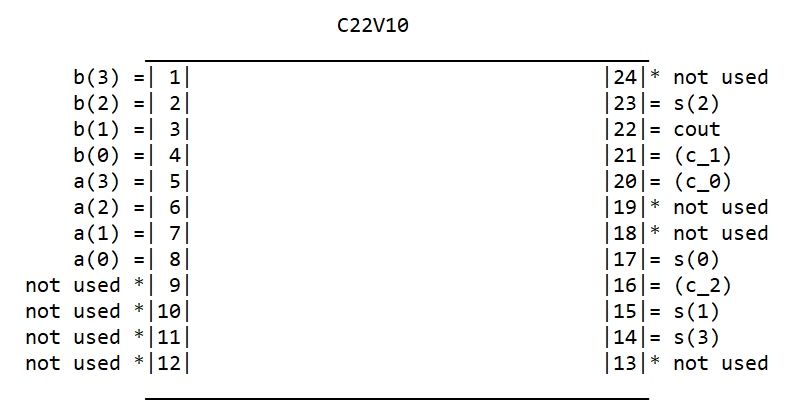 C22V10
b(3) =| 1| |24|* not used
b(2) =| 2| |23|= s(2)
b(1) =| 3| |22|= cout
b(0) =| 4| |21|= (c_1)
a(3) =| 5| |20|= (c_0)
a(2) =| 6| |19|* not used
a(1) =| 7| |18|* not used
a(0) =| 8| |17|= s(0)
not used *| 9| |16|= (c_2)
not used *|10| |15|= s(1)
not used *|11| |14|= s(3)
not used *|12| |13|* not used